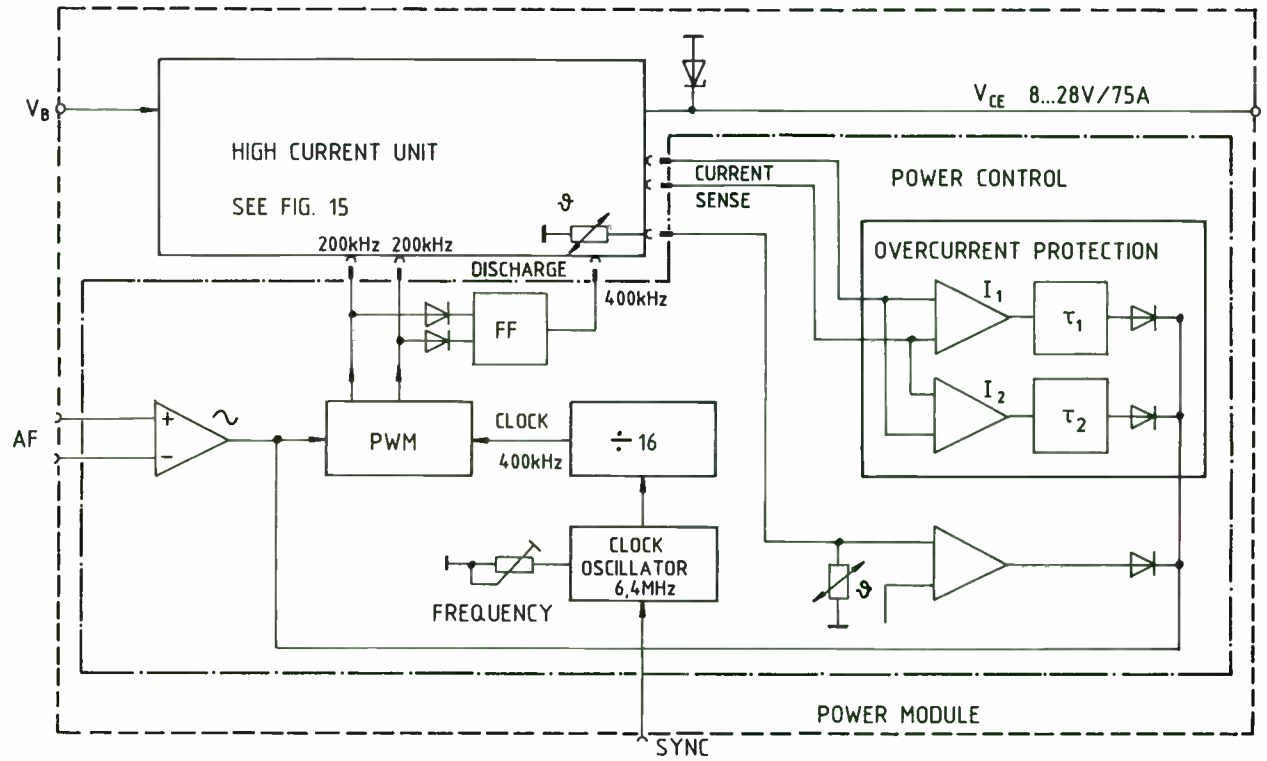 V_B
V_CE 8...28V/75A
HIGH CURRENT UNIT
SEE FIG. 15
ϑ
CURRENT
SENSE
POWER CONTROL
200kHz 200kHz
DISCHARGE
400kHz
OVERCURRENT PROTECTION
I_1
τ_1
FF
I_2
τ_2
AF
+
−
~
PWM
CLOCK
400kHz
÷ 16
CLOCK
OSCILLATOR
6,4MHz
FREQUENCY
ϑ
POWER MODULE
SYNC